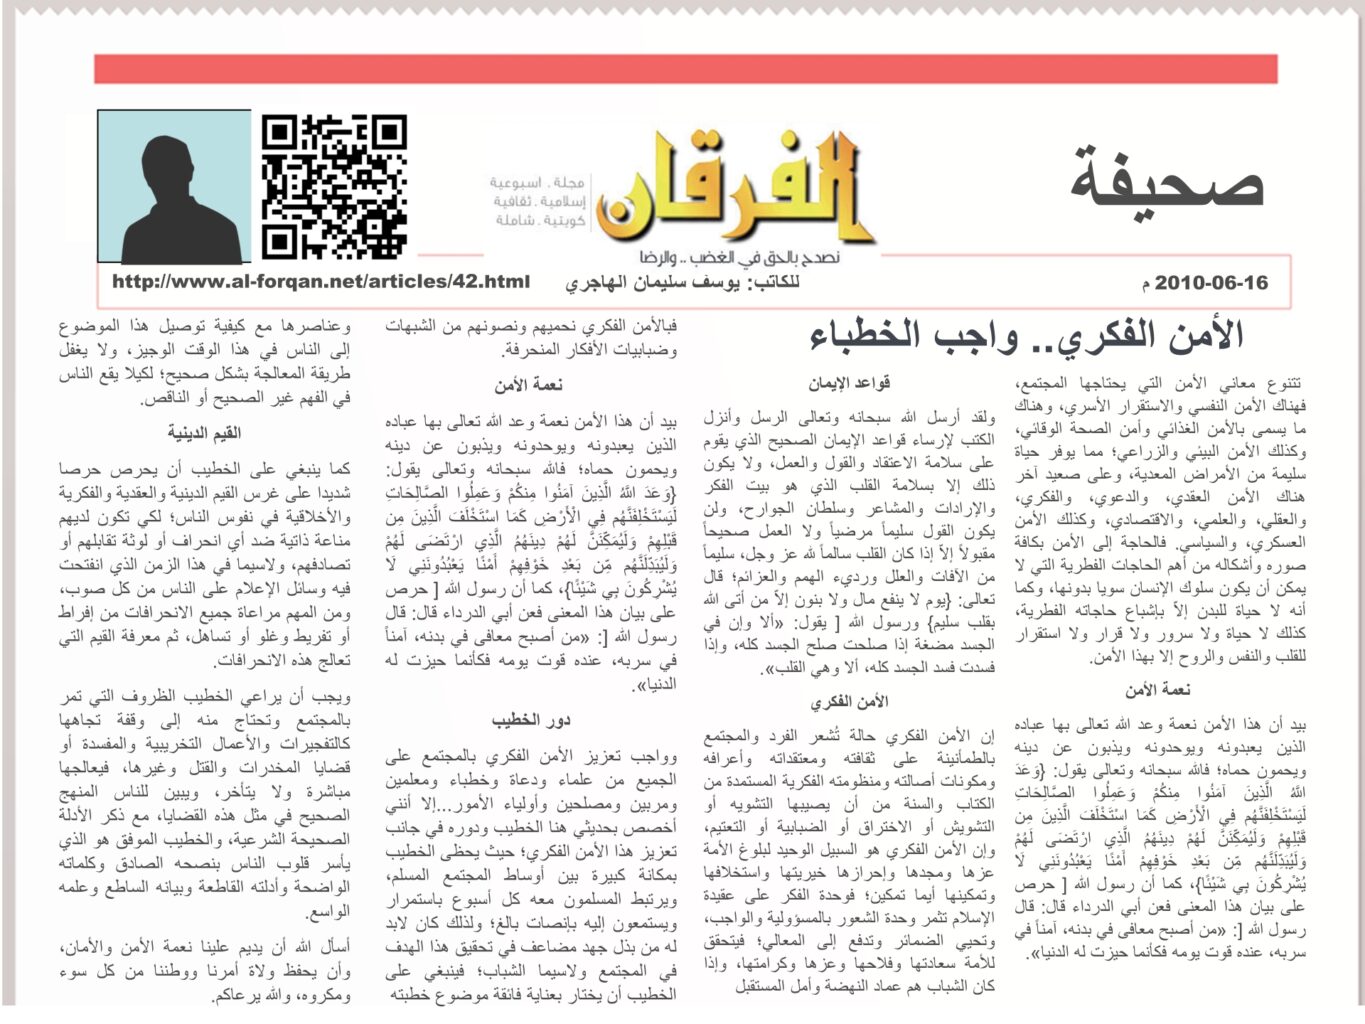 صحيفة
الفرقان
مجلة . اسبوعية
إسلامية . ثقافية
كويتية . شاملة
نصدح بالحق في الغضب .. والرضا
2010-06-16 م
للكاتب: يوسف سليمان الهاجري
http://www.al-forqan.net/articles/42.html
الأمن الفكري.. واجب الخطباء
تتنوع معاني الأمن التي يحتاجها المجتمع،
فهناك الأمن النفسي والاستقرار الأسري، وهناك
ما يسمى بالأمن الغذائي وأمن الصحة الوقائي،
وكذلك الأمن البيئي والزراعي؛ مما يوفر حياة
سليمة من الأمراض المعدية، وعلى صعيد آخر
هناك الأمن العقدي، والدعوي، والفكري،
والعقلي، والعلمي، والاقتصادي، وكذلك الأمن
العسكري، والسياسي. فالحاجة إلى الأمن بكافة
صوره وأشكاله من أهم الحاجات الفطرية التي لا
يمكن أن يكون سلوك الإنسان سويا بدونها، وكما
أنه لا حياة للبدن إلاّ بإشباع حاجاته الفطرية،
كذلك لا حياة ولا سرور ولا قرار ولا استقرار
للقلب والنفس والروح إلا بهذا الأمن.
نعمة الأمن
بيد أن هذا الأمن نعمة وعد الله تعالى بها عباده
الذين يعبدونه ويوحدونه ويذبون عن دينه
ويحمون حماه؛ فالله سبحانه وتعالى يقول: {وَعَدَ
اللَّهُ الَّذِينَ آمَنُوا مِنكُمْ وَعَمِلُوا الصَّالِحَاتِ
لَيَسْتَخْلِفَنَّهُم فِي الْأَرْضِ كَمَا اسْتَخْلَفَ الَّذِينَ مِن
قَبْلِهِمْ وَلَيُمَكِّنَنَّ لَهُمْ دِينَهُمُ الَّذِي ارْتَضَى لَهُمْ
وَلَيُبَدِّلَنَّهُم مِّن بَعْدِ خَوْفِهِمْ أَمْنًا يَعْبُدُونَنِي لَا
يُشْرِكُونَ بِي شَيْئًا}، كما أن رسول الله [ حرص
على بيان هذا المعنى فعن أبي الدرداء قال: قال
رسول الله [: «من أصبح معافى في بدنه، آمناً في
سربه، عنده قوت يومه فكأنما حيزت له الدنيا».
قواعد الإيمان
ولقد أرسل الله سبحانه وتعالى الرسل وأنزل
الكتب لإرساء قواعد الإيمان الصحيح الذي يقوم
على سلامة الاعتقاد والقول والعمل، ولا يكون
ذلك إلا بسلامة القلب الذي هو بيت الفكر
والإرادات والمشاعر وسلطان الجوارح، ولن
يكون القول سليماً مرضياً ولا العمل صحيحاً
مقبولاً إلاّ إذا كان القلب سالماً لله عز وجل، سليماً
من الآفات والعلل ورديء الهمم والعزائم؛ قال
تعالى: {يوم لا ينفع مال ولا بنون إلاّ من أتى الله
بقلب سليم} ورسول الله [ يقول: «ألا وإن في
الجسد مضغة إذا صلحت صلح الجسد كله، وإذا
فسدت فسد الجسد كله، ألا وهي القلب».
الأمن الفكري
إن الأمن الفكري حالة تُشعر الفرد والمجتمع
بالطمأنينة على ثقافته ومعتقداته وأعرافه
ومكونات أصالته ومنظومته الفكرية المستمدة من
الكتاب والسنة من أن يصيبها التشويه أو
التشويش أو الاختراق أو الضبابية أو التعتيم،
وإن الأمن الفكري هو السبيل الوحيد لبلوغ الأمة
عزها ومجدها وإحرازها خيريتها واستخلافها
وتمكينها أيما تمكين؛ فوحدة الفكر على عقيدة
الإسلام تثمر وحدة الشعور بالمسؤولية والواجب،
وتحيي الضمائر وتدفع إلى المعالي؛ فيتحقق
للأمة سعادتها وفلاحها وعزها وكرامتها، وإذا
كان الشباب هم عماد النهضة وأمل المستقبل
فبالأمن الفكري نحميهم ونصونهم من الشبهات
وضبابيات الأفكار المنحرفة.
نعمة الأمن
بيد أن هذا الأمن نعمة وعد الله تعالى بها عباده
الذين يعبدونه ويوحدونه ويذبون عن دينه
ويحمون حماه؛ فالله سبحانه وتعالى يقول:
{وَعَدَ اللَّهُ الَّذِينَ آمَنُوا مِنكُمْ وَعَمِلُوا الصَّالِحَاتِ
لَيَسْتَخْلِفَنَّهُم فِي الْأَرْضِ كَمَا اسْتَخْلَفَ الَّذِينَ مِن
قَبْلِهِمْ وَلَيُمَكِّنَنَّ لَهُمْ دِينَهُمُ الَّذِي ارْتَضَى لَهُمْ
وَلَيُبَدِّلَنَّهُم مِّن بَعْدِ خَوْفِهِمْ أَمْنًا يَعْبُدُونَنِي لَا
يُشْرِكُونَ بِي شَيْئًا}، كما أن رسول الله [ حرص
على بيان هذا المعنى فعن أبي الدرداء قال: قال
رسول الله [: «من أصبح معافى في بدنه، آمناً
في سربه، عنده قوت يومه فكأنما حيزت له
الدنيا».
دور الخطيب
وواجب تعزيز الأمن الفكري بالمجتمع على
الجميع من علماء ودعاة وخطباء ومعلمين
ومربين ومصلحين وأولياء الأمور...إلا أنني
أخصص بحديثي هنا الخطيب ودوره في جانب
تعزيز هذا الأمن الفكري؛ حيث يحظى الخطيب
بمكانة كبيرة بين أوساط المجتمع المسلم،
ويرتبط المسلمون معه كل أسبوع باستمرار
ويستمعون إليه بإنصات بالغ؛ ولذلك كان لابد
له من بذل جهد مضاعف في تحقيق هذا الهدف
في المجتمع ولاسيما الشباب؛ فينبغي على
الخطيب أن يختار بعناية فائقة موضوع خطبته
وعناصرها مع كيفية توصيل هذا الموضوع
إلى الناس في هذا الوقت الوجيز، ولا يغفل
طريقة المعالجة بشكل صحيح؛ لكيلا يقع الناس
في الفهم غير الصحيح أو الناقص.
القيم الدينية
كما ينبغي على الخطيب أن يحرص حرصا
شديدا على غرس القيم الدينية والعقدية والفكرية
والأخلاقية في نفوس الناس؛ لكي تكون لديهم
مناعة ذاتية ضد أي انحراف أو لوثة تقابلهم أو
تصادفهم، ولاسيما في هذا الزمن الذي انفتحت
فيه وسائل الإعلام على الناس من كل صوب،
ومن المهم مراعاة جميع الانحرافات من إفراط
أو تفريط وغلو أو تساهل، ثم معرفة القيم التي
تعالج هذه الانحرافات.
ويجب أن يراعي الخطيب الظروف التي تمر
بالمجتمع وتحتاج منه إلى وقفة تجاهها
كالتفجيرات والأعمال التخريبية والمفسدة أو
قضايا المخدرات والقتل وغيرها، فيعالجها
مباشرة ولا يتأخر، ويبين للناس المنهج
الصحيح في مثل هذه القضايا، مع ذكر الأدلة
الصحيحة الشرعية، والخطيب الموفق هو الذي
يأسر قلوب الناس بنصحه الصادق وكلماته
الواضحة وأدلته القاطعة وبيانه الساطع وعلمه
الواسع.
أسأل الله أن يديم علينا نعمة الأمن والأمان،
وأن يحفظ ولاة أمرنا ووطننا من كل سوء
ومكروه، والله يرعاكم.